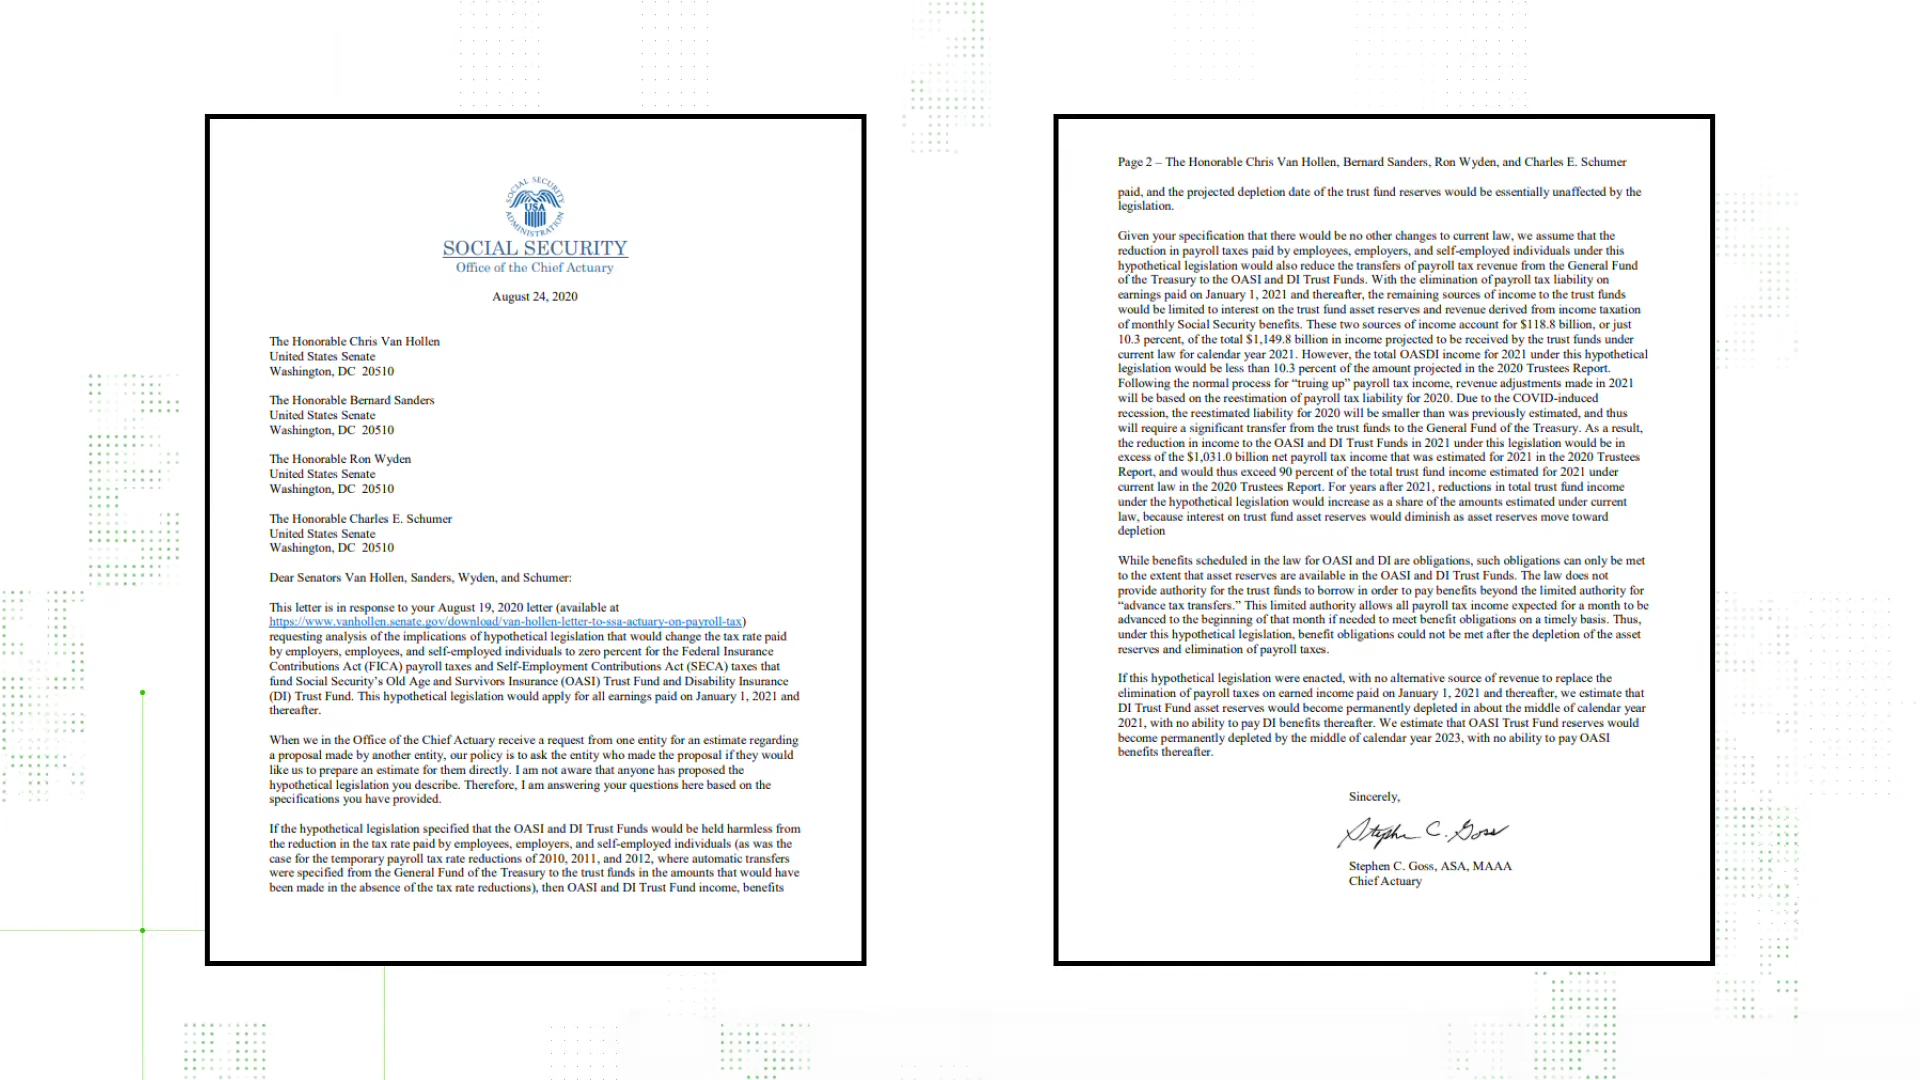 SOCIAL SECURITY
USA
ADMINISTRATION
SOCIAL SECURITY
Office of the Chief Actuary
August 24, 2020
The Honorable Chris Van Hollen
United States Senate
Washington, DC 20510
The Honorable Bernard Sanders
United States Senate
Washington, DC 20510
The Honorable Ron Wyden
United States Senate
Washington, DC 20510
The Honorable Charles E. Schumer
United States Senate
Washington, DC 20510
Dear Senators Van Hollen, Sanders, Wyden, and Schumer:
This letter is in response to your August 19, 2020 letter (available at
https://www.vanhollen.senate.gov/download/van-hollen-letter-to-ssa-actuary-on-payroll-tax)
requesting analysis of the implications of hypothetical legislation that would change the tax rate paid
by employers, employees, and self-employed individuals to zero percent for the Federal Insurance
Contributions Act (FICA) payroll taxes and Self-Employment Contributions Act (SECA) taxes that
fund Social Security's Old Age and Survivors Insurance (OASI) Trust Fund and Disability Insurance
(DI) Trust Fund. This hypothetical legislation would apply for all earnings paid on January 1, 2021 and
thereafter.
When we in the Office of the Chief Actuary receive a request from one entity for an estimate regarding
a proposal made by another entity, our policy is to ask the entity who made the proposal if they would
like us to prepare an estimate for them directly. I am not aware that anyone has proposed the
hypothetical legislation you describe. Therefore, I am answering your questions here based on the
specifications you have provided.
If the hypothetical legislation specified that the OASI and DI Trust Funds would be held harmless from
the reduction in the tax rate paid by employees, employers, and self-employed individuals (as was the
case for the temporary payroll tax rate reductions of 2010, 2011, and 2012, where automatic transfers
were specified from the General Fund of the Treasury to the trust funds in the amounts that would have
been made in the absence of the tax rate reductions), then OASI and DI Trust Fund income, benefits
Page 2 – The Honorable Chris Van Hollen, Bernard Sanders, Ron Wyden, and Charles E. Schumer
paid, and the projected depletion date of the trust fund reserves would be essentially unaffected by the
legislation.
Given your specification that there would be no other changes to current law, we assume that the
reduction in payroll taxes paid by employees, employers, and self-employed individuals under this
hypothetical legislation would also reduce the transfers of payroll tax revenue from the General Fund
of the Treasury to the OASI and DI Trust Funds. With the elimination of payroll tax liability on
earnings paid on January 1, 2021 and thereafter, the remaining sources of income to the trust funds
would be limited to interest on the trust fund asset reserves and revenue derived from income taxation
of monthly Social Security benefits. These two sources of income account for $118.8 billion, or just
10.3 percent, of the total $1,149.8 billion in income projected to be received by the trust funds under
current law for calendar year 2021. However, the total OASDI income for 2021 under this hypothetical
legislation would be less than 10.3 percent of the amount projected in the 2020 Trustees Report.
Following the normal process for “truing up” payroll tax income, revenue adjustments made in 2021
will be based on the reestimation of payroll tax liability for 2020. Due to the COVID-induced
recession, the reestimated liability for 2020 will be smaller than was previously estimated, and thus
will require a significant transfer from the trust funds to the General Fund of the Treasury. As a result,
the reduction in income to the OASI and DI Trust Funds in 2021 under this legislation would be in
excess of the $1,031.0 billion net payroll tax income that was estimated for 2021 in the 2020 Trustees
Report, and would thus exceed 90 percent of the total trust fund income estimated for 2021 under
current law in the 2020 Trustees Report. For years after 2021, reductions in total trust fund income
under the hypothetical legislation would increase as a share of the amounts estimated under current
law, because interest on trust fund asset reserves would diminish as asset reserves move toward
depletion
While benefits scheduled in the law for OASI and DI are obligations, such obligations can only be met
to the extent that asset reserves are available in the OASI and DI Trust Funds. The law does not
provide authority for the trust funds to borrow in order to pay benefits beyond the limited authority for
“advance tax transfers.” This limited authority allows all payroll tax income expected for a month to be
advanced to the beginning of that month if needed to meet benefit obligations on a timely basis. Thus,
under this hypothetical legislation, benefit obligations could not be met after the depletion of the asset
reserves and elimination of payroll taxes.
If this hypothetical legislation were enacted, with no alternative source of revenue to replace the
elimination of payroll taxes on earned income paid on January 1, 2021 and thereafter, we estimate that
DI Trust Fund asset reserves would become permanently depleted in about the middle of calendar year
2021, with no ability to pay DI benefits thereafter. We estimate that OASI Trust Fund reserves would
become permanently depleted by the middle of calendar year 2023, with no ability to pay OASI
benefits thereafter.
Sincerely,
Stephen C. Goss
Stephen C. Goss, ASA, MAAA
Chief Actuary